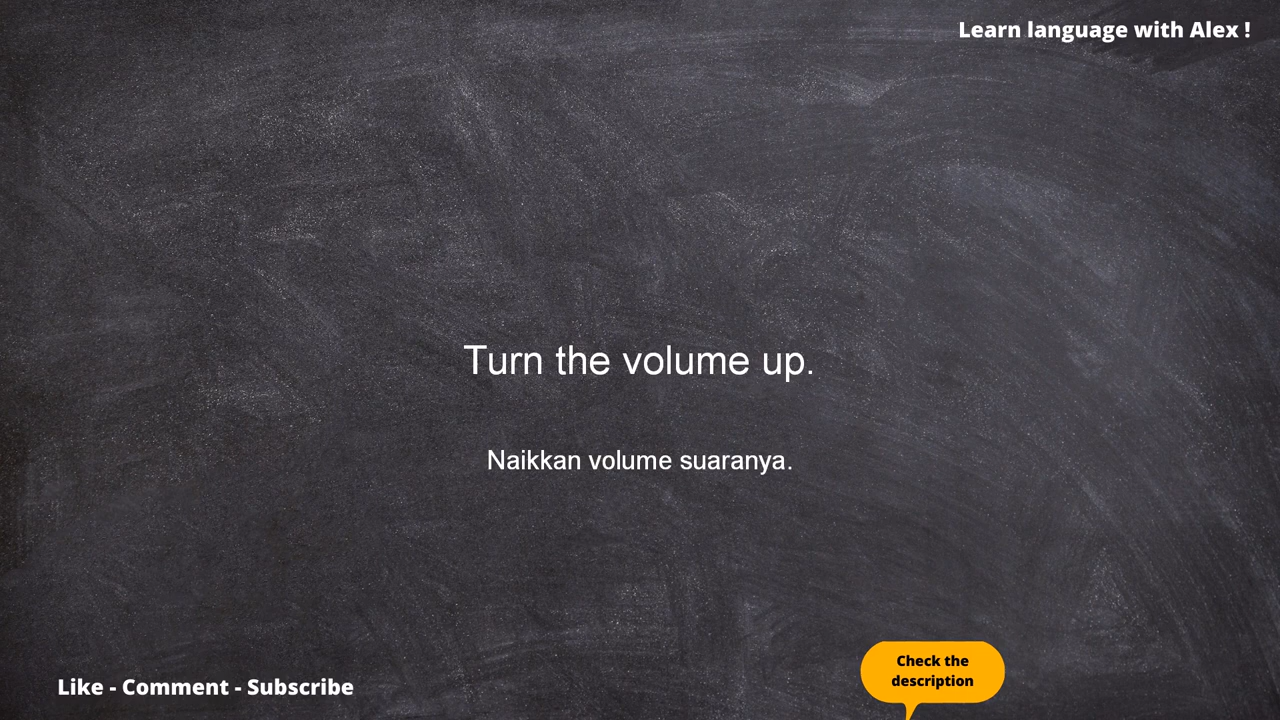 Learn language with Alex !
Turn the volume up.
Naikkan volume suaranya.
Check the
description
Like - Comment - Subscribe